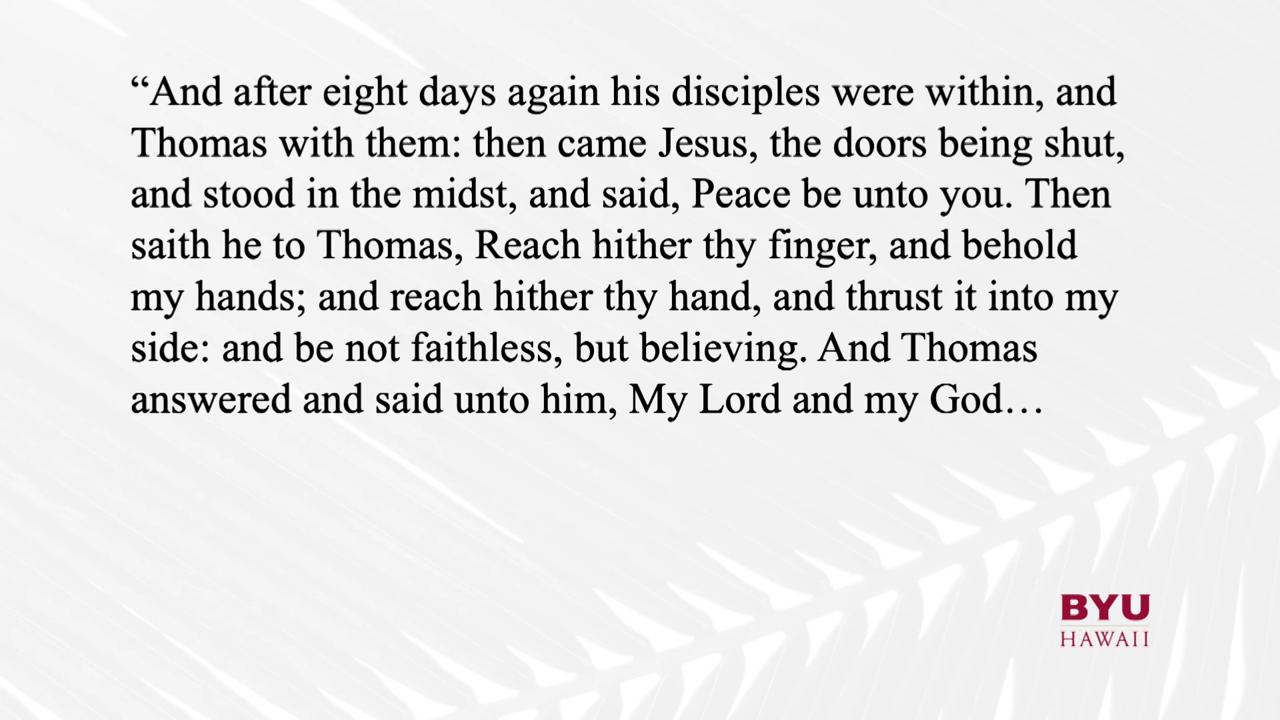 “And after eight days again his disciples were within, and
Thomas with them: then came Jesus, the doors being shut,
and stood in the midst, and said, Peace be unto you. Then
saith he to Thomas, Reach hither thy finger, and behold
my hands; and reach hither thy hand, and thrust it into my
side: and be not faithless, but believing. And Thomas
answered and said unto him, My Lord and my God…
BYU
HAWAII